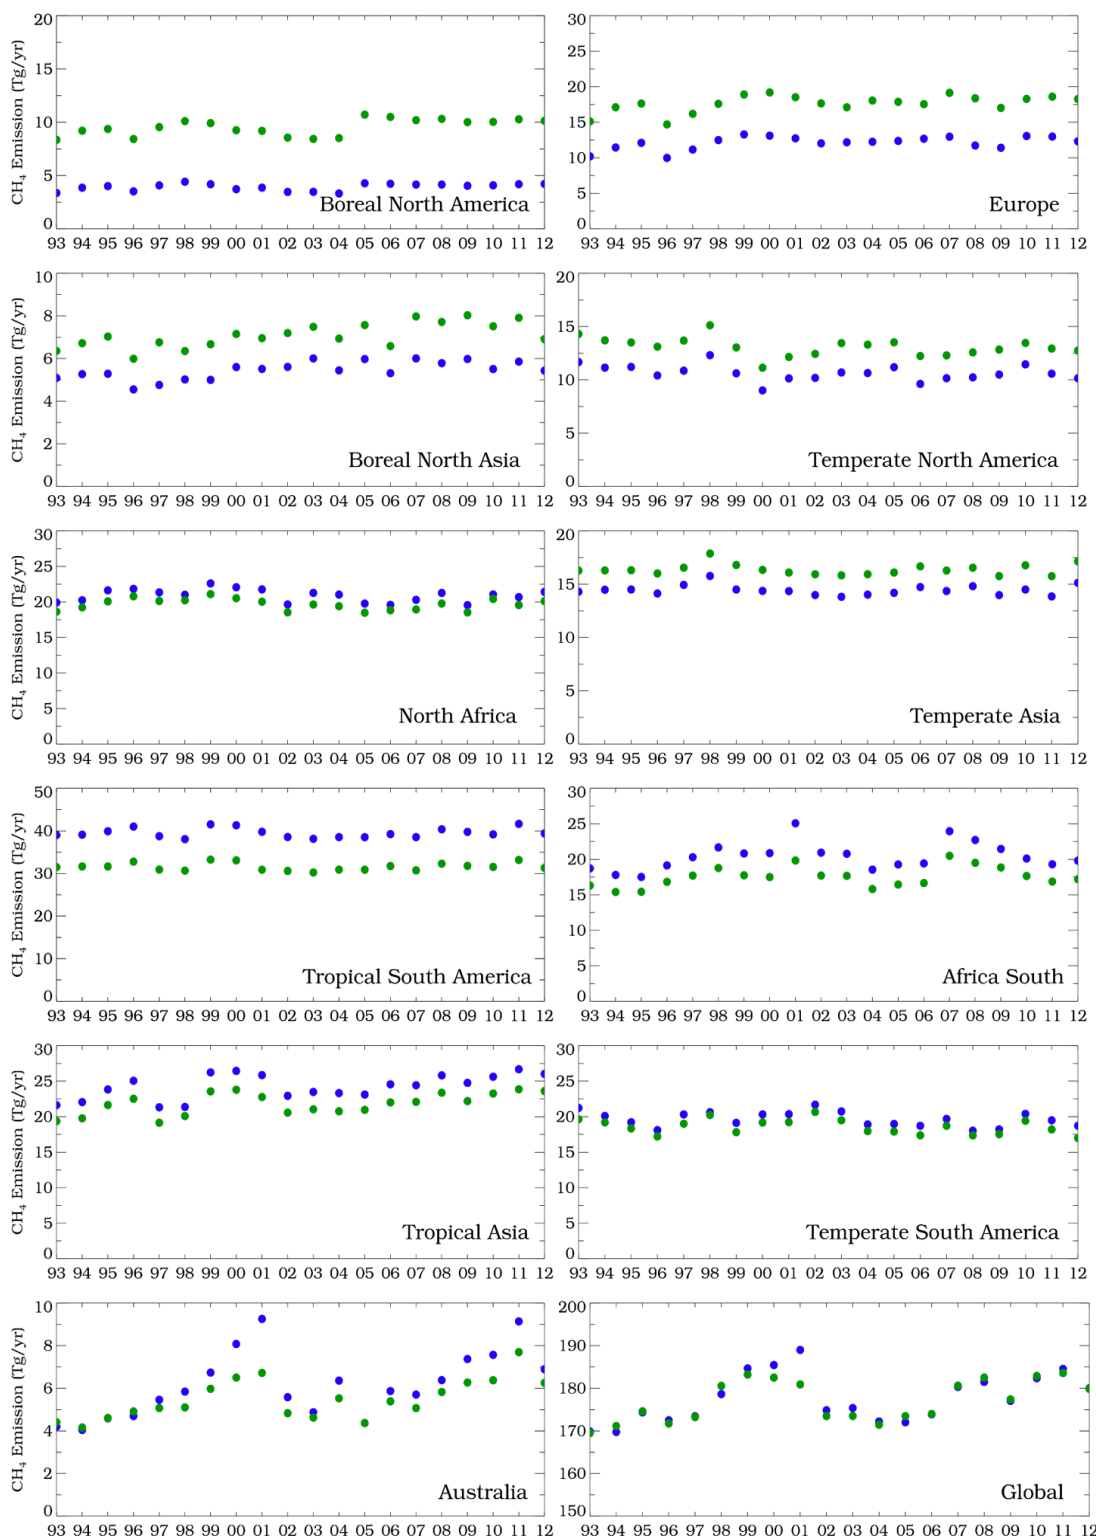 CH4 Emission (Tg/yr)
20
15
10
5
0
Boreal North America
93 94 95 96 97 98 99 00 01 02 03 04 05 06 07 08 09 10 11 12
30
25
20
15
10
5
0
Europe
93 94 95 96 97 98 99 00 01 02 03 04 05 06 07 08 09 10 11 12
CH4 Emission (Tg/yr)
10
8
6
4
2
0
Boreal North Asia
93 94 95 96 97 98 99 00 01 02 03 04 05 06 07 08 09 10 11 12
20
15
10
5
0
Temperate North America
93 94 95 96 97 98 99 00 01 02 03 04 05 06 07 08 09 10 11 12
CH4 Emission (Tg/yr)
30
25
20
15
10
5
0
North Africa
93 94 95 96 97 98 99 00 01 02 03 04 05 06 07 08 09 10 11 12
20
15
10
5
0
Temperate Asia
93 94 95 96 97 98 99 00 01 02 03 04 05 06 07 08 09 10 11 12
CH4 Emission (Tg/yr)
50
40
30
20
10
0
Tropical South America
93 94 95 96 97 98 99 00 01 02 03 04 05 06 07 08 09 10 11 12
30
25
20
15
10
5
0
Africa South
93 94 95 96 97 98 99 00 01 02 03 04 05 06 07 08 09 10 11 12
CH4 Emission (Tg/yr)
30
25
20
15
10
5
0
Tropical Asia
93 94 95 96 97 98 99 00 01 02 03 04 05 06 07 08 09 10 11 12
30
25
20
15
10
5
0
Temperate South America
93 94 95 96 97 98 99 00 01 02 03 04 05 06 07 08 09 10 11 12
CH4 Emission (Tg/yr)
10
8
6
4
2
0
Australia
93 94 95 96 97 98 99 00 01 02 03 04 05 06 07 08 09 10 11 12
200
190
180
170
160
150
Global
93 94 95 96 97 98 99 00 01 02 03 04 05 06 07 08 09 10 11 12